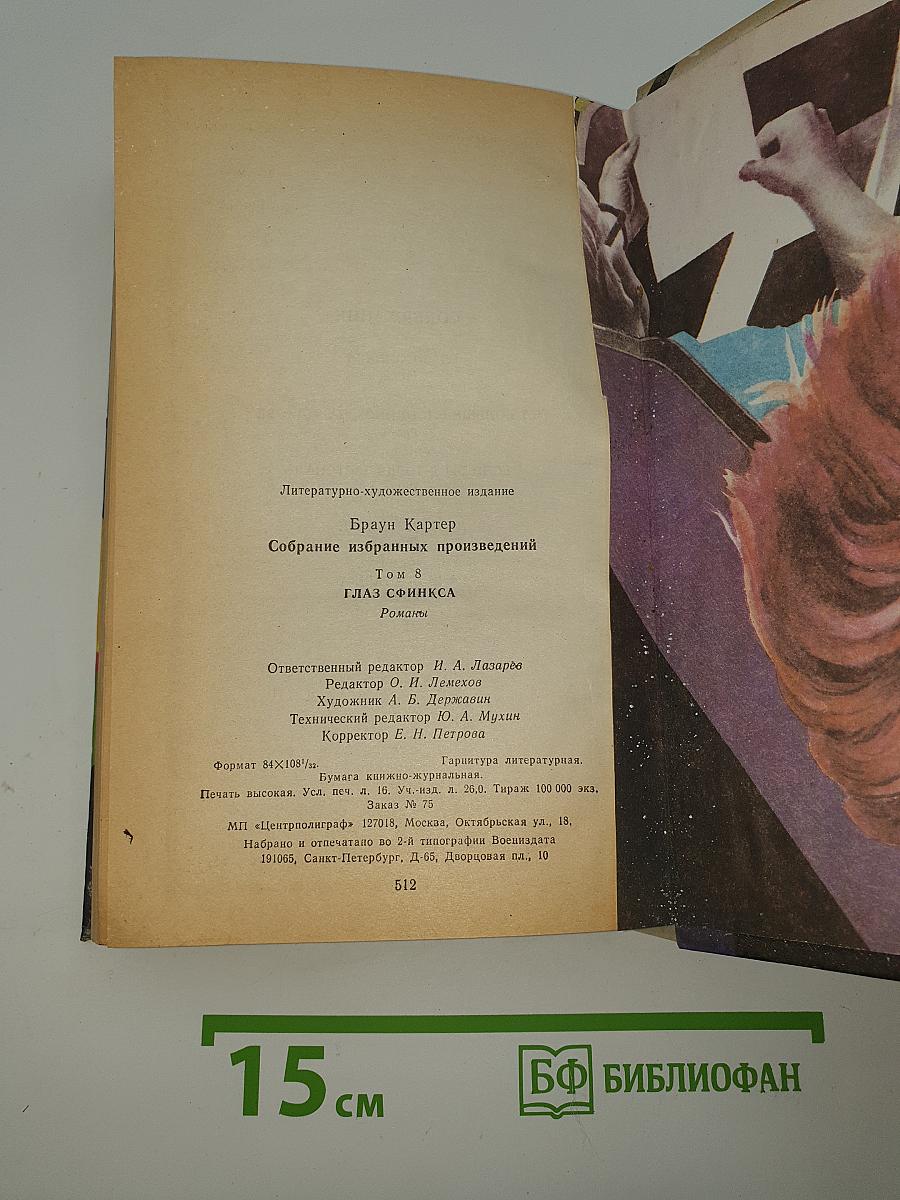 Литературно-художественное издание
Браун Картер
Собрание избранных произведений
Том 8
ГЛАЗ СФИНКСА
Романы
Ответственный редактор И. А. Лазарев
Редактор О. И. Лемехов
Художник А. Б. Державин
Технический редактор Ю. А. Мухин
Корректор Е. Н. Петрова
Формат 84×108¹/₃₂. Гарнитура литературная.
Бумага книжно-журнальная.
Печать высокая. Усл. печ. л. 16. Уч.-изд. л. 26,0. Тираж 100 000 экз.
Заказ № 75
МП «Центрполиграф» 127018, Москва, Октябрьская ул., 18,
Набрано и отпечатано во 2-й типографии Воениздата
191065, Санкт-Петербург, Д-65, Дворцовая пл., 10
512
15 см
БФ БИБЛИОФАН